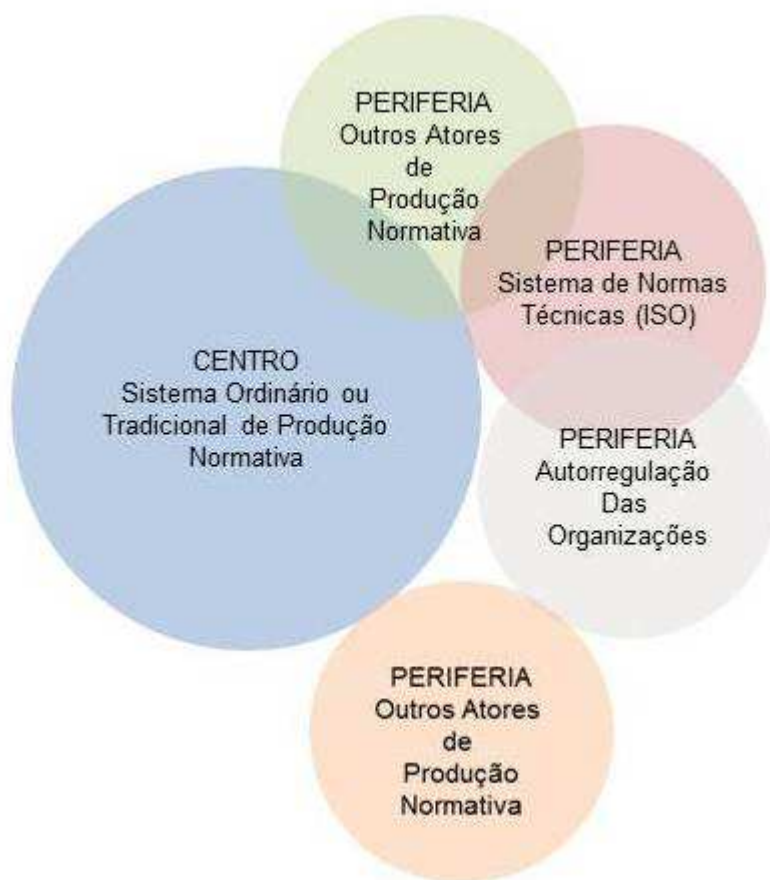 PERIFERIA
Outros Atores
de
Produção
Normativa
PERIFERIA
Sistema de Normas
Técnicas (ISO)
CENTRO
Sistema Ordinário ou
Tradicional de Produção
Normativa
PERIFERIA
Autorregulação
Das
Organizações
PERIFERIA
Outros Atores
de
Produção
Normativa